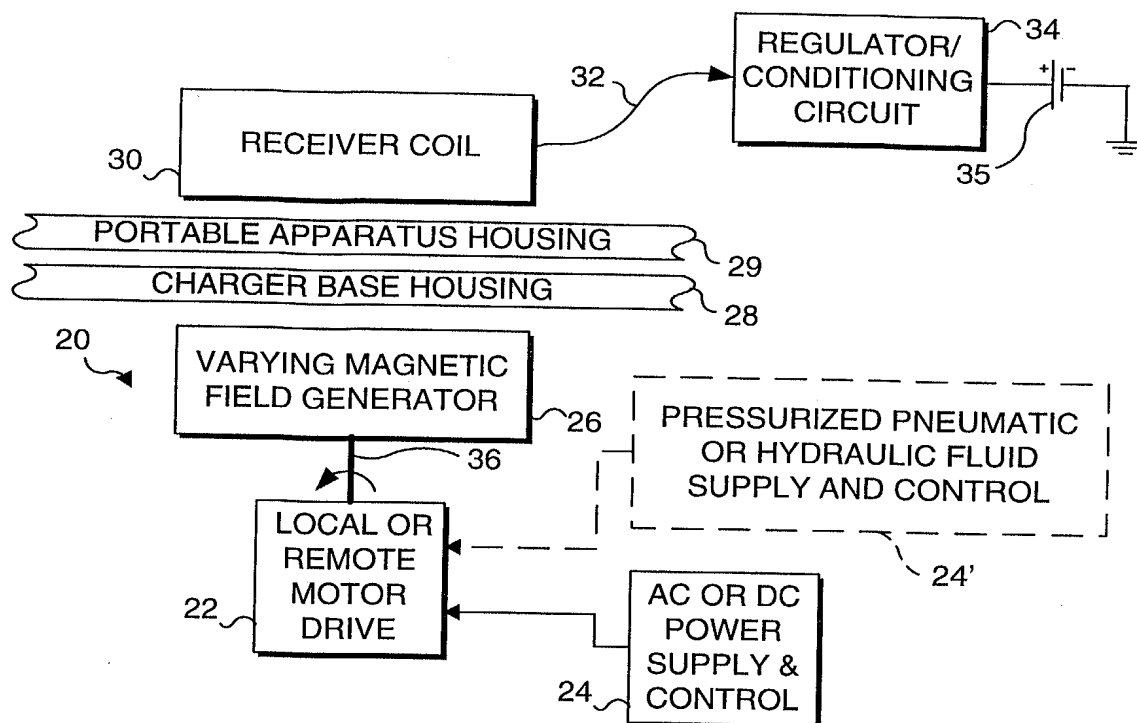 34
REGULATOR/
CONDITIONING
CIRCUIT
+ -
35
32
RECEIVER COIL
30
PORTABLE APPARATUS HOUSING
29
CHARGER BASE HOUSING
28
20
VARYING MAGNETIC
FIELD GENERATOR
26
36
PRESSURIZED PNEUMATIC
OR HYDRAULIC FLUID
SUPPLY AND CONTROL
24'
LOCAL OR
REMOTE
MOTOR
DRIVE
22
AC OR DC
POWER
SUPPLY &
CONTROL
24